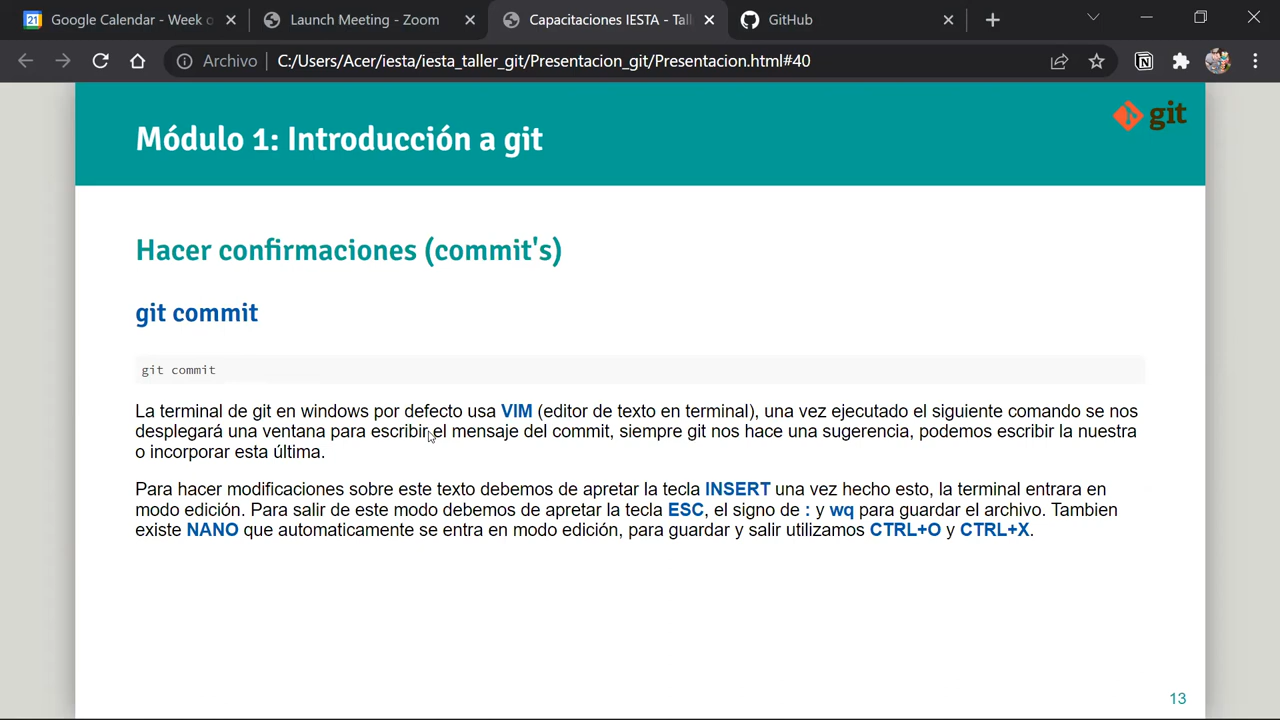 Google Calendar - Week o
Launch Meeting - Zoom
Capacitaciones IESTA - Tall
GitHub
Archivo
C:/Users/Acer/iesta/iesta_taller_git/Presentacion_git/Presentacion.html#40
Módulo 1: Introducción a git
git
Hacer confirmaciones (commit's)
git commit
git commit
La terminal de git en windows por defecto usa VIM (editor de texto en terminal), una vez ejecutado el siguiente comando se nos
desplegará una ventana para escribir el mensaje del commit, siempre git nos hace una sugerencia, podemos escribir la nuestra
o incorporar esta última.
Para hacer modificaciones sobre este texto debemos de apretar la tecla INSERT una vez hecho esto, la terminal entrara en
modo edición. Para salir de este modo debemos de apretar la tecla ESC, el signo de : y wq para guardar el archivo. Tambien
existe NANO que automaticamente se entra en modo edición, para guardar y salir utilizamos CTRL+O y CTRL+X.
13